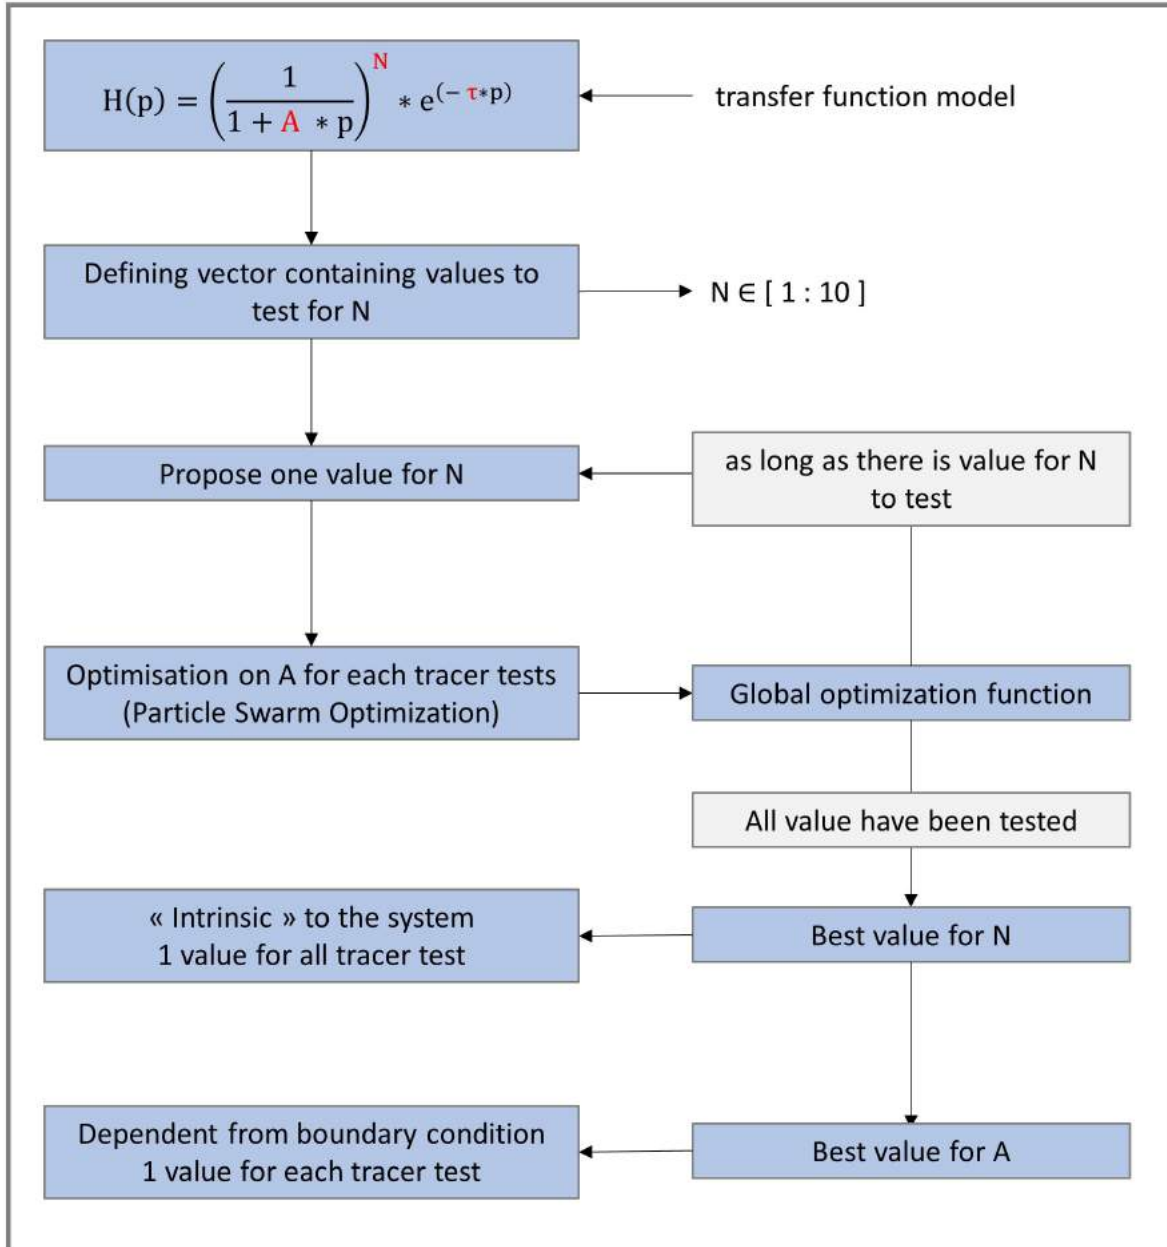 H(p) = (1 / (1 + A * p))^N * e^(- τ*p)
transfer function model
Defining vector containing values to
test for N
N ∈ [ 1 : 10 ]
Propose one value for N
as long as there is value for N
to test
Optimisation on A for each tracer tests
(Particle Swarm Optimization)
Global optimization function
All value have been tested
« Intrinsic » to the system
1 value for all tracer test
Best value for N
Dependent from boundary condition
1 value for each tracer test
Best value for A